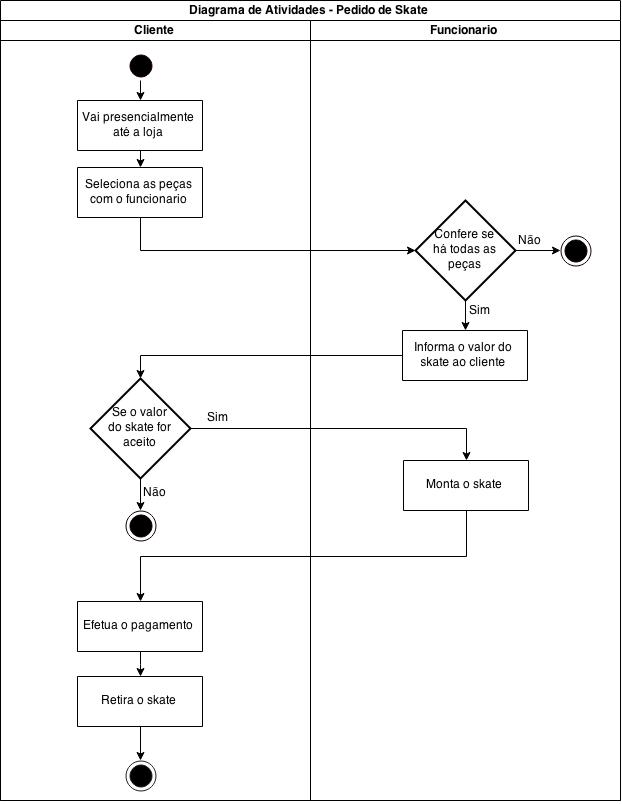 Diagrama de Atividades - Pedido de Skate
Cliente
Funcionario
Vai presencialmente
até a loja
Seleciona as peças
com o funcionario
Confere se
há todas as
peças
Não
Sim
Informa o valor do
skate ao cliente
Se o valor
do skate for
aceito
Sim
Não
Monta o skate
Efetua o pagamento
Retira o skate